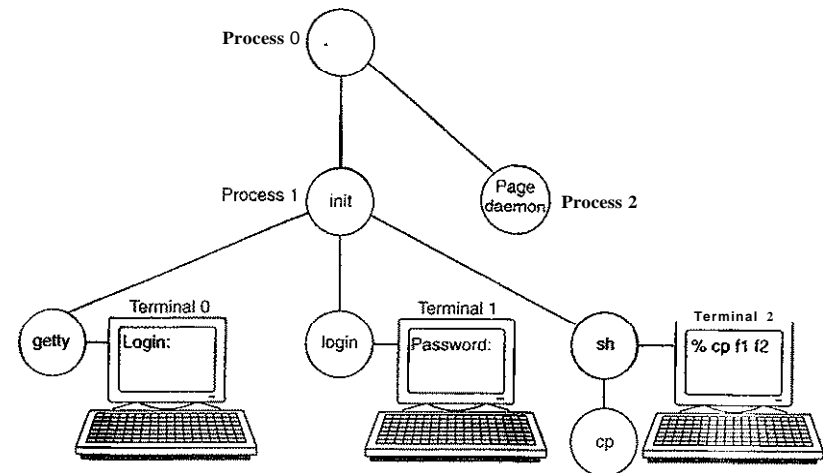 Process 0
Process 1
init
Page
daemon
Process 2
Terminal 0
getty
Login:
Terminal 1
login
Password:
Terminal 2
sh
% cp f1 f2
cp